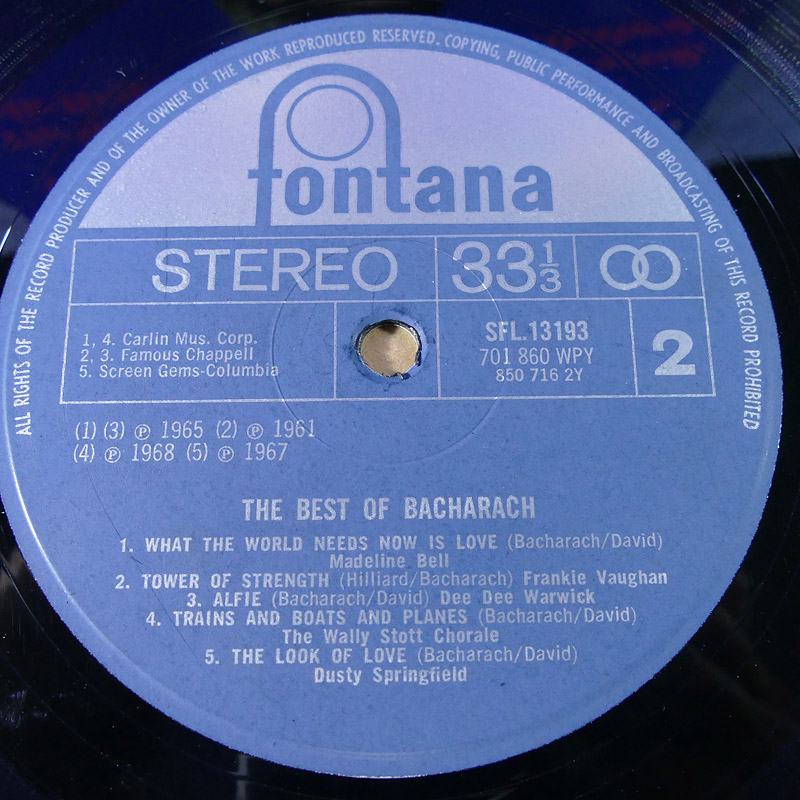 ALL RIGHTS OF THE RECORD PRODUCER AND OF THE OWNER OF THE WORK REPRODUCED RESERVED. COPYING, PUBLIC PERFORMANCE AND BROADCASTING OF THIS RECORD PROHIBITED
fontana
STEREO 33 1/3
1, 4. Carlin Mus. Corp.
2, 3. Famous Chappell
5. Screen Gems-Columbia
SFL.13193
701 860 WPY
850 716 2Y
2
(1) (3) ℗ 1965 (2) ℗ 1961
(4) ℗ 1968 (5) ℗ 1967
THE BEST OF BACHARACH
1. WHAT THE WORLD NEEDS NOW IS LOVE (Bacharach/David)
Madeline Bell
2. TOWER OF STRENGTH (Hilliard/Bacharach) Frankie Vaughan
3. ALFIE (Bacharach/David) Dee Dee Warwick
4. TRAINS AND BOATS AND PLANES (Bacharach/David)
The Wally Stott Chorale
5. THE LOOK OF LOVE (Bacharach/David)
Dusty Springfield